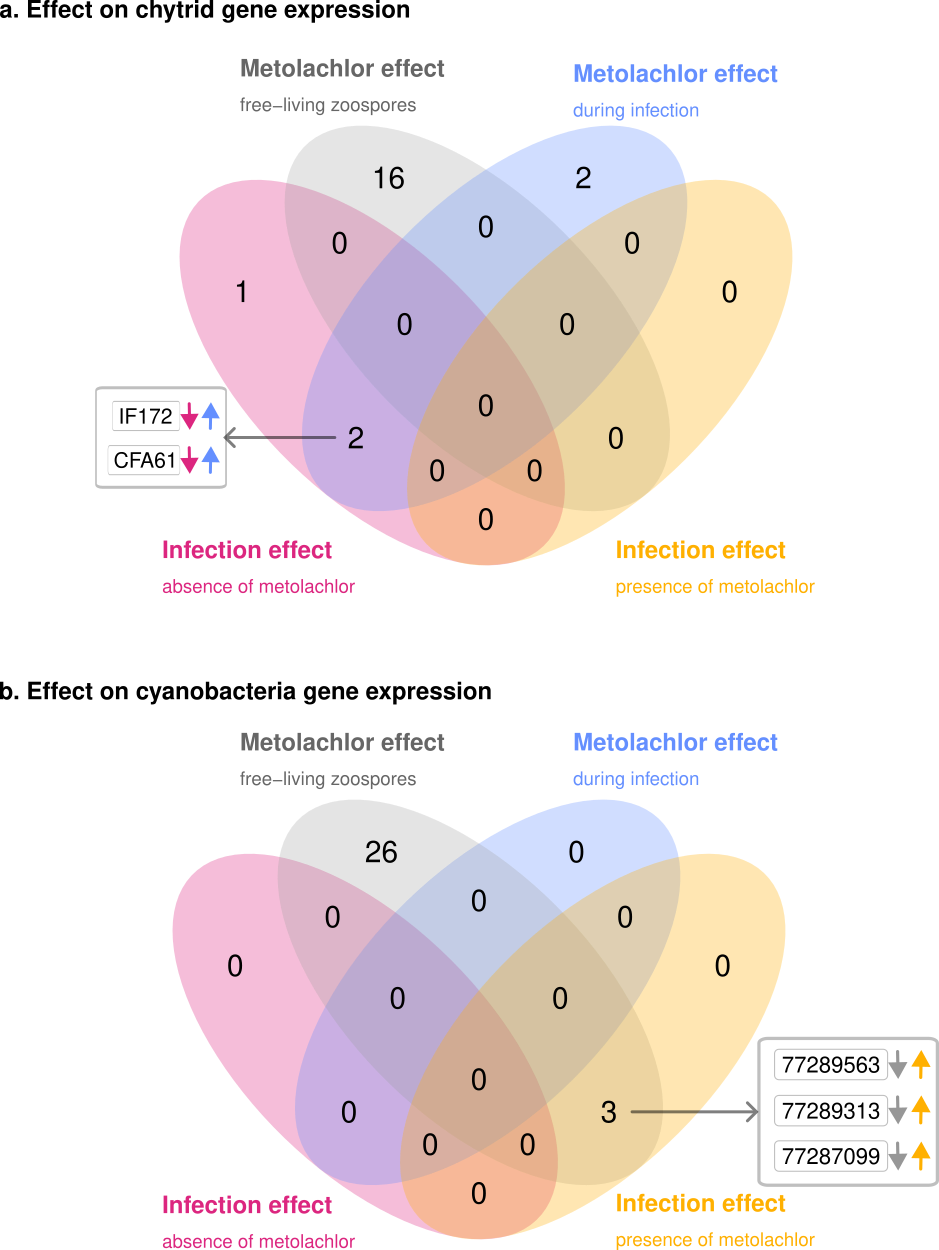 a. Effect on chytrid gene expression
Metolachlor effect
free−living zoospores
Metolachlor effect
during infection
16
2
0
0
0
1
0
0
0
0
IF172
CFA61
2
0
0
0
0
Infection effect
absence of metolachlor
Infection effect
presence of metolachlor
b. Effect on cyanobacteria gene expression
Metolachlor effect
free−living zoospores
Metolachlor effect
during infection
26
0
0
0
0
0
0
0
0
0
0
3
0
0
0
77289563
77289313
77287099
Infection effect
absence of metolachlor
Infection effect
presence of metolachlor